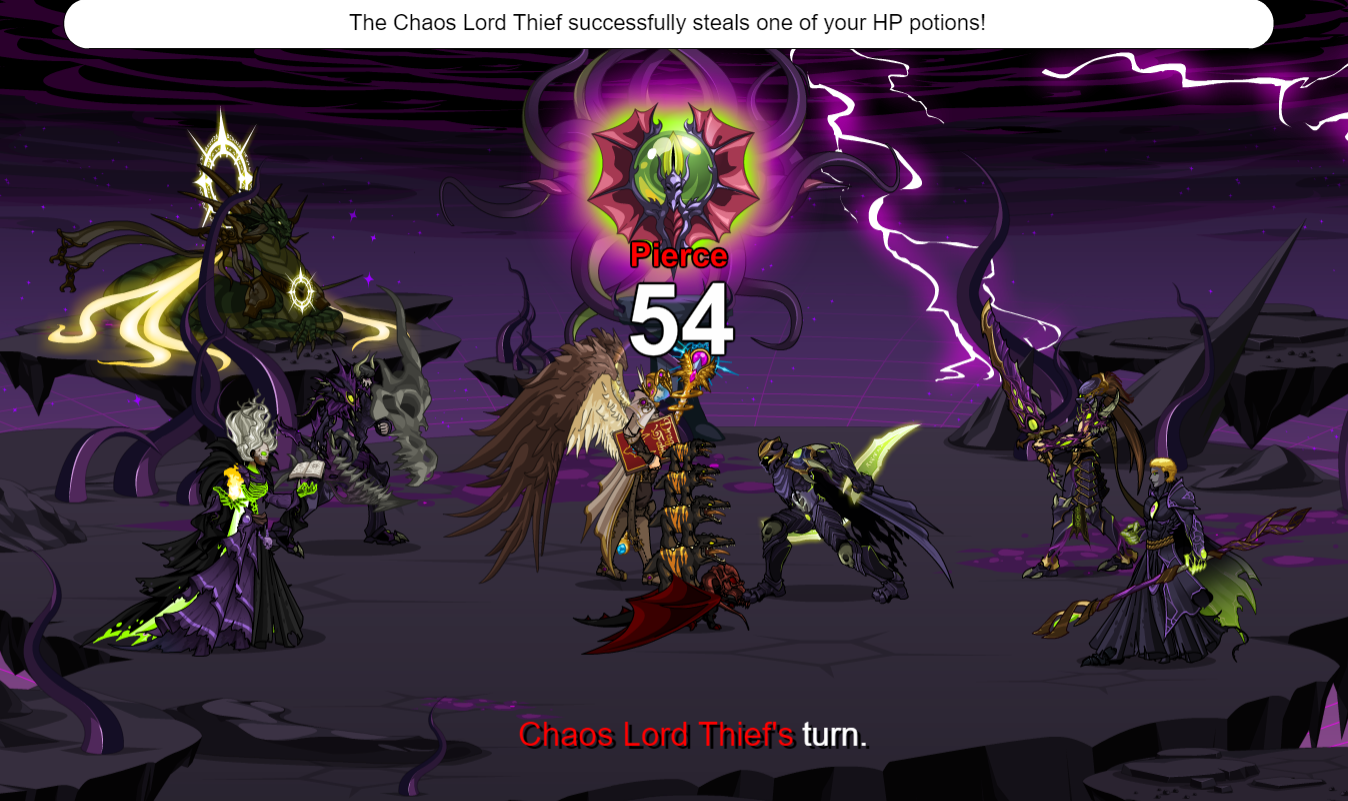 The Chaos Lord Thief successfully steals one of your HP potions!
Pierce
54
Chaos Lord Thief's turn.